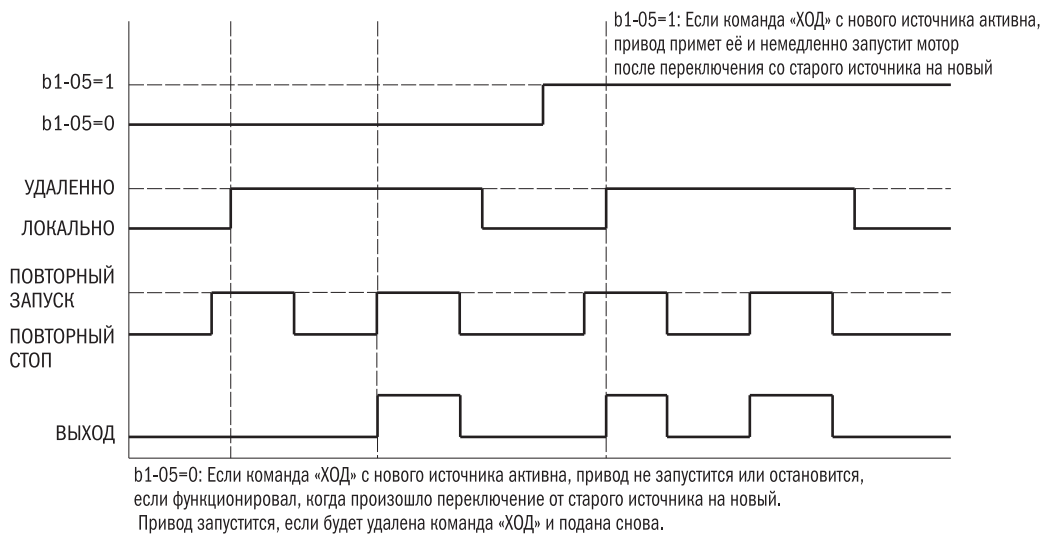 b1-05=1: Если команда «ХОД» с нового источника активна,
привод примет её и немедленно запустит мотор
после переключения со старого источника на новый
b1-05=1
b1-05=0
УДАЛЕННО
ЛОКАЛЬНО
ПОВТОРНЫЙ
ЗАПУСК
ПОВТОРНЫЙ
СТОП
ВЫХОД
b1-05=0: Если команда «ХОД» с нового источника активна, привод не запустится или остановится,
если функционировал, когда произошло переключение от старого источника на новый.
Привод запустится, если будет удалена команда «ХОД» и подана снова.